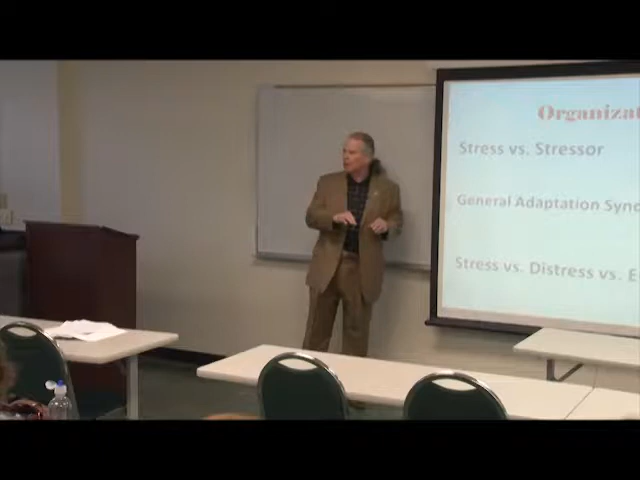 Organizat
Stress vs. Stressor
General Adaptation Sync
Stress vs. Distress vs. E